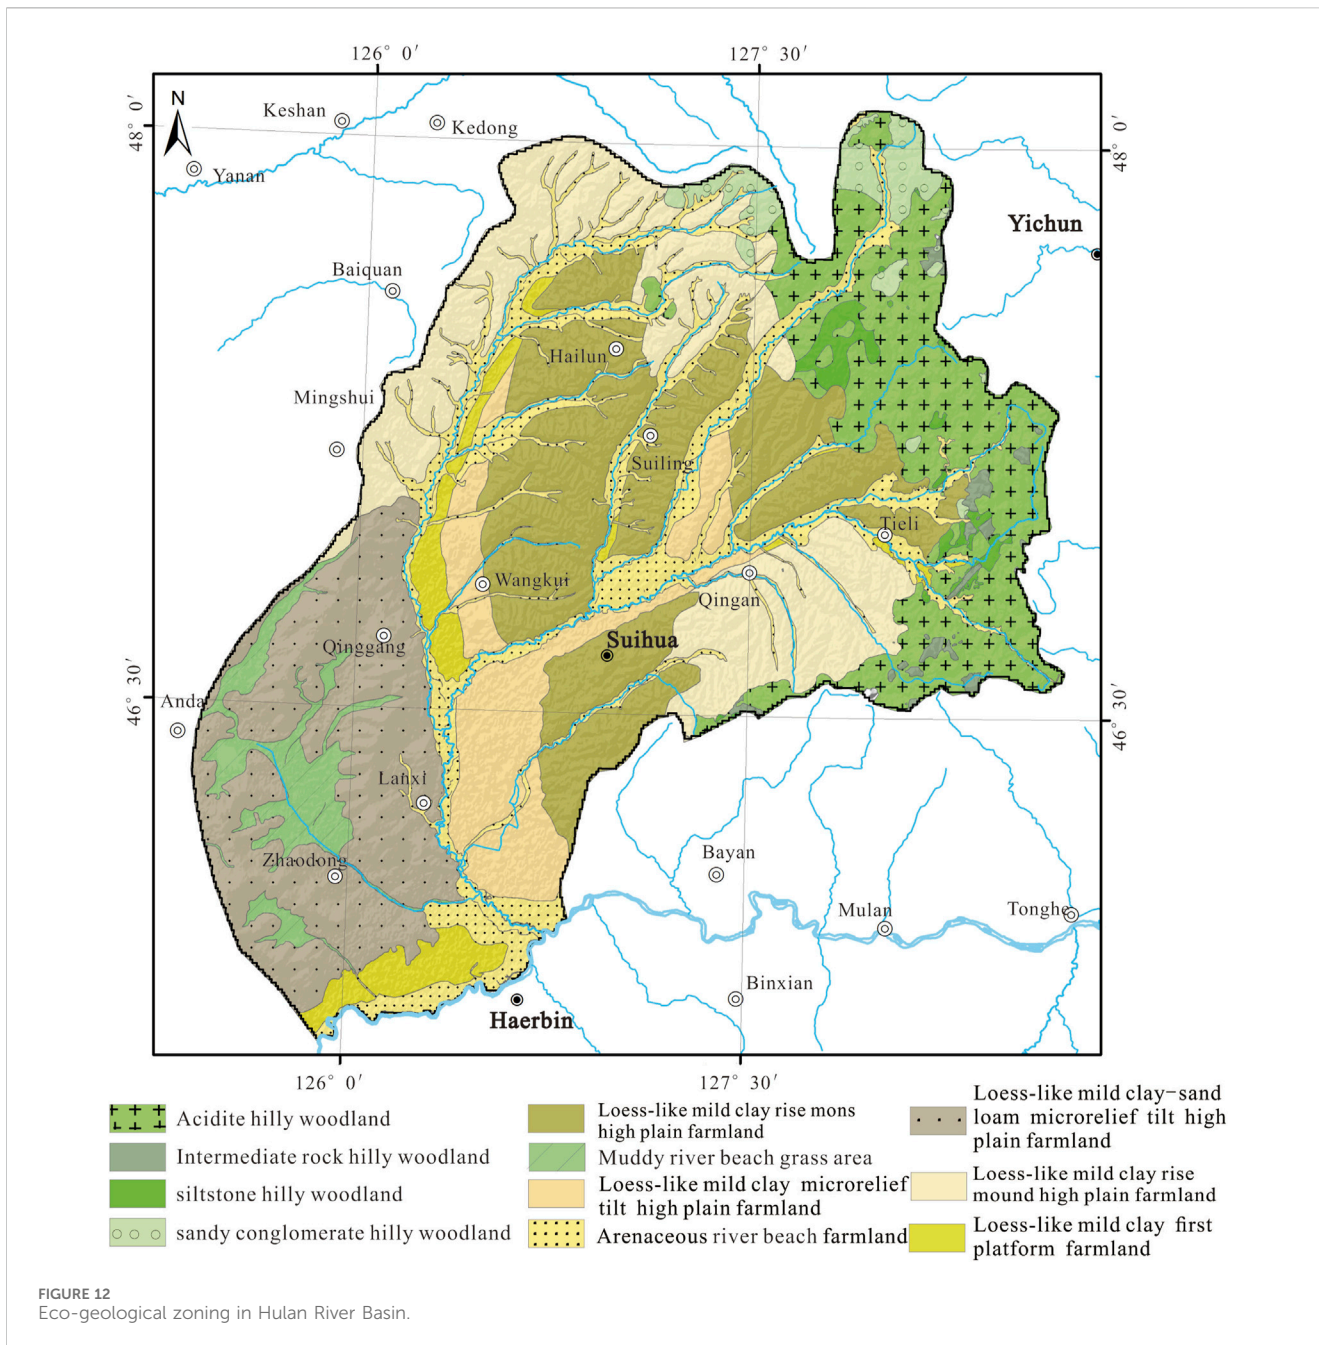 126° 0′
127° 30′
48° 0′
48° 0′
N
Keshan
Kedong
Yanan
Yichun
Baiquan
Hailun
Mingshui
Suiling
Tieli
Wangkui
Qingan
Qinggang
Suihua
46° 30′
46° 30′
Anda
Lanxi
Zhaodong
Bayan
Mulan
Tonghe
Binxian
Haerbin
126° 0′
127° 30′
Acidite hilly woodland
Intermediate rock hilly woodland
siltstone hilly woodland
sandy conglomerate hilly woodland
Loess-like mild clay rise mons
high plain farmland
Muddy river beach grass area
Loess-like mild clay microrelief
tilt high plain farmland
Arenaceous river beach farmland
Loess-like mild clay-sand
loam microrelief tilt high
plain farmland
Loess-like mild clay rise
mound high plain farmland
Loess-like mild clay first
platform farmland
FIGURE 12
Eco-geological zoning in Hulan River Basin.